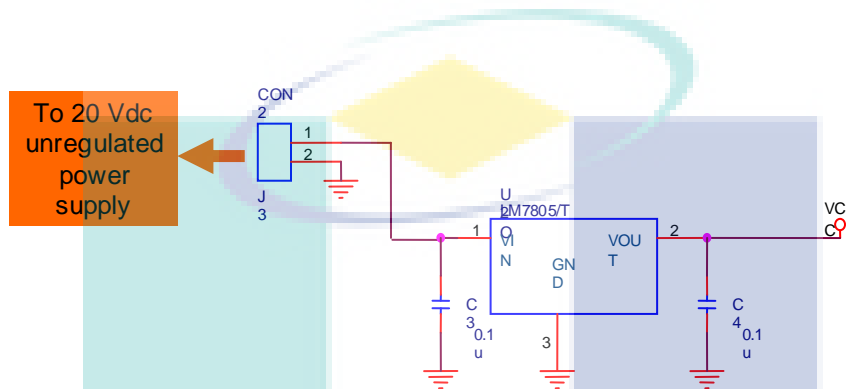 To 20 Vdc
unregulated
power
supply
CON
2
1
2
J
3
U
2
LM7805/T
O
1
VI
N
VOU
T
GN
D
2
3
VC
C
C
3
0.1
u
C
4
0.1
u